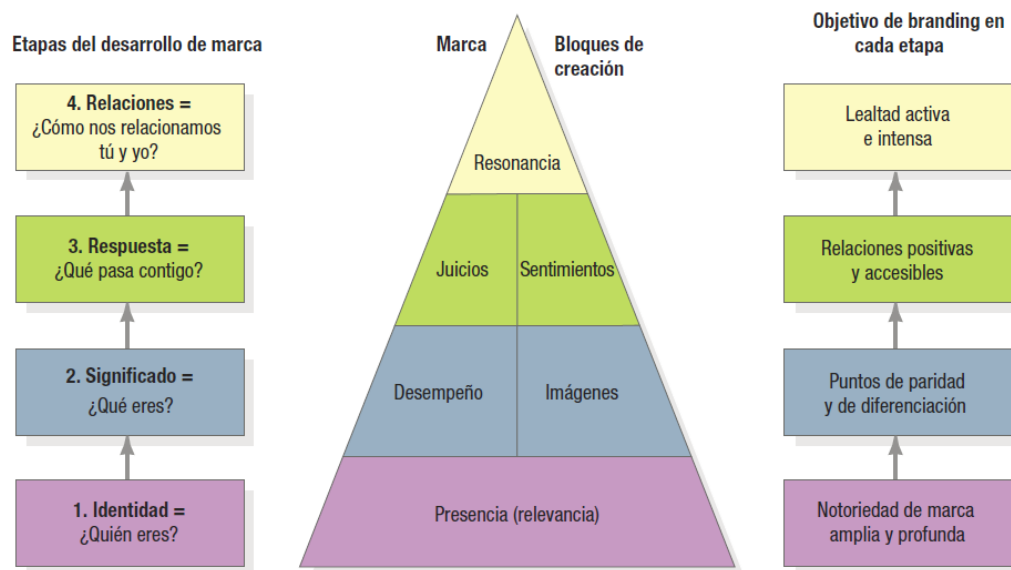 Etapas del desarrollo de marca
4. Relaciones =
¿Cómo nos relacionamos
tú y yo?
3. Respuesta =
¿Qué pasa contigo?
2. Significado =
¿Qué eres?
1. Identidad =
¿Quién eres?
Marca
Bloques de
creación
Resonancia
Juicios
Sentimientos
Desempeño
Imágenes
Presencia (relevancia)
Objetivo de branding en
cada etapa
Lealtad activa
e intensa
Relaciones positivas
y accesibles
Puntos de paridad
y de diferenciación
Notoriedad de marca
amplia y profunda